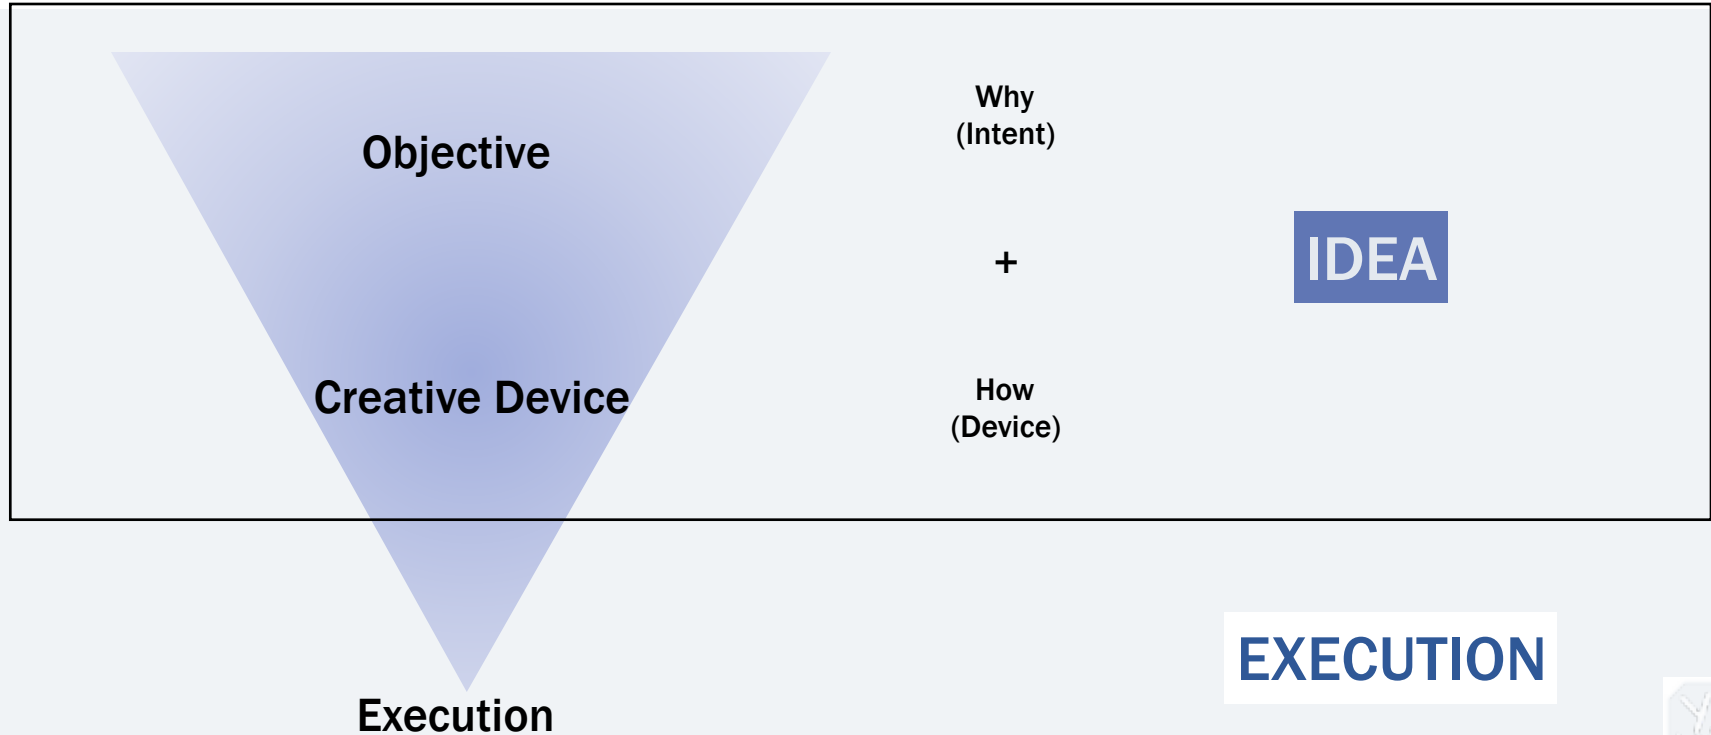 Objective
Why
(Intent)
+
IDEA
Creative Device
How
(Device)
EXECUTION
Execution